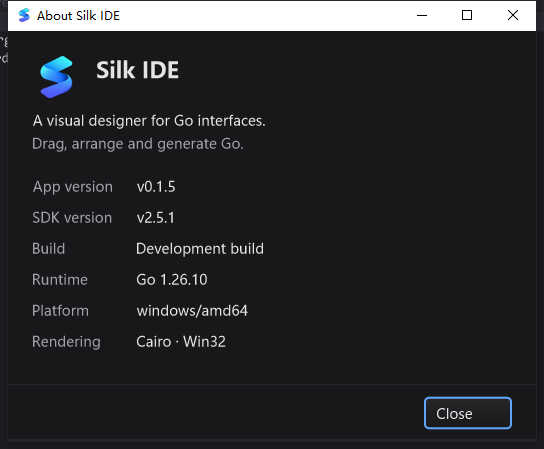 About Silk IDE
Silk IDE
A visual designer for Go interfaces.
Drag, arrange and generate Go.
App version v0.1.5
SDK version v2.5.1
Build Development build
Runtime Go 1.26.10
Platform windows/amd64
Rendering Cairo · Win32
Close